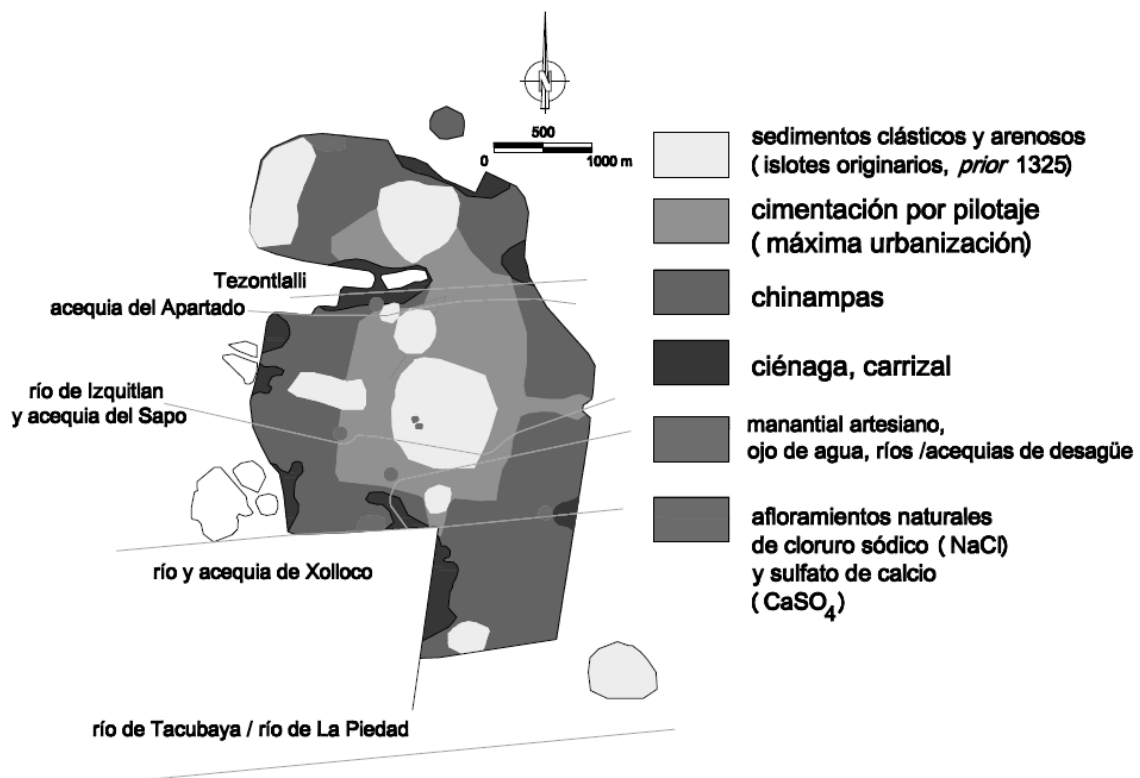 N
500
0
1000 m
sedimentos clásticos y arenosos
( islotes originarios, prior 1325)
cimentación por pilotaje
( máxima urbanización)
chinampas
ciénaga, carrizal
manantial artesiano,
ojo de agua, ríos /acequias de desagüe
afloramientos naturales
de cloruro sódico ( NaCl)
y sulfato de calcio
( CaSO4)
Tezontlalli
acequia del Apartado
río de Izquitlan
y acequia del Sapo
río y acequia de Xolloco
río de Tacubaya / río de La Piedad